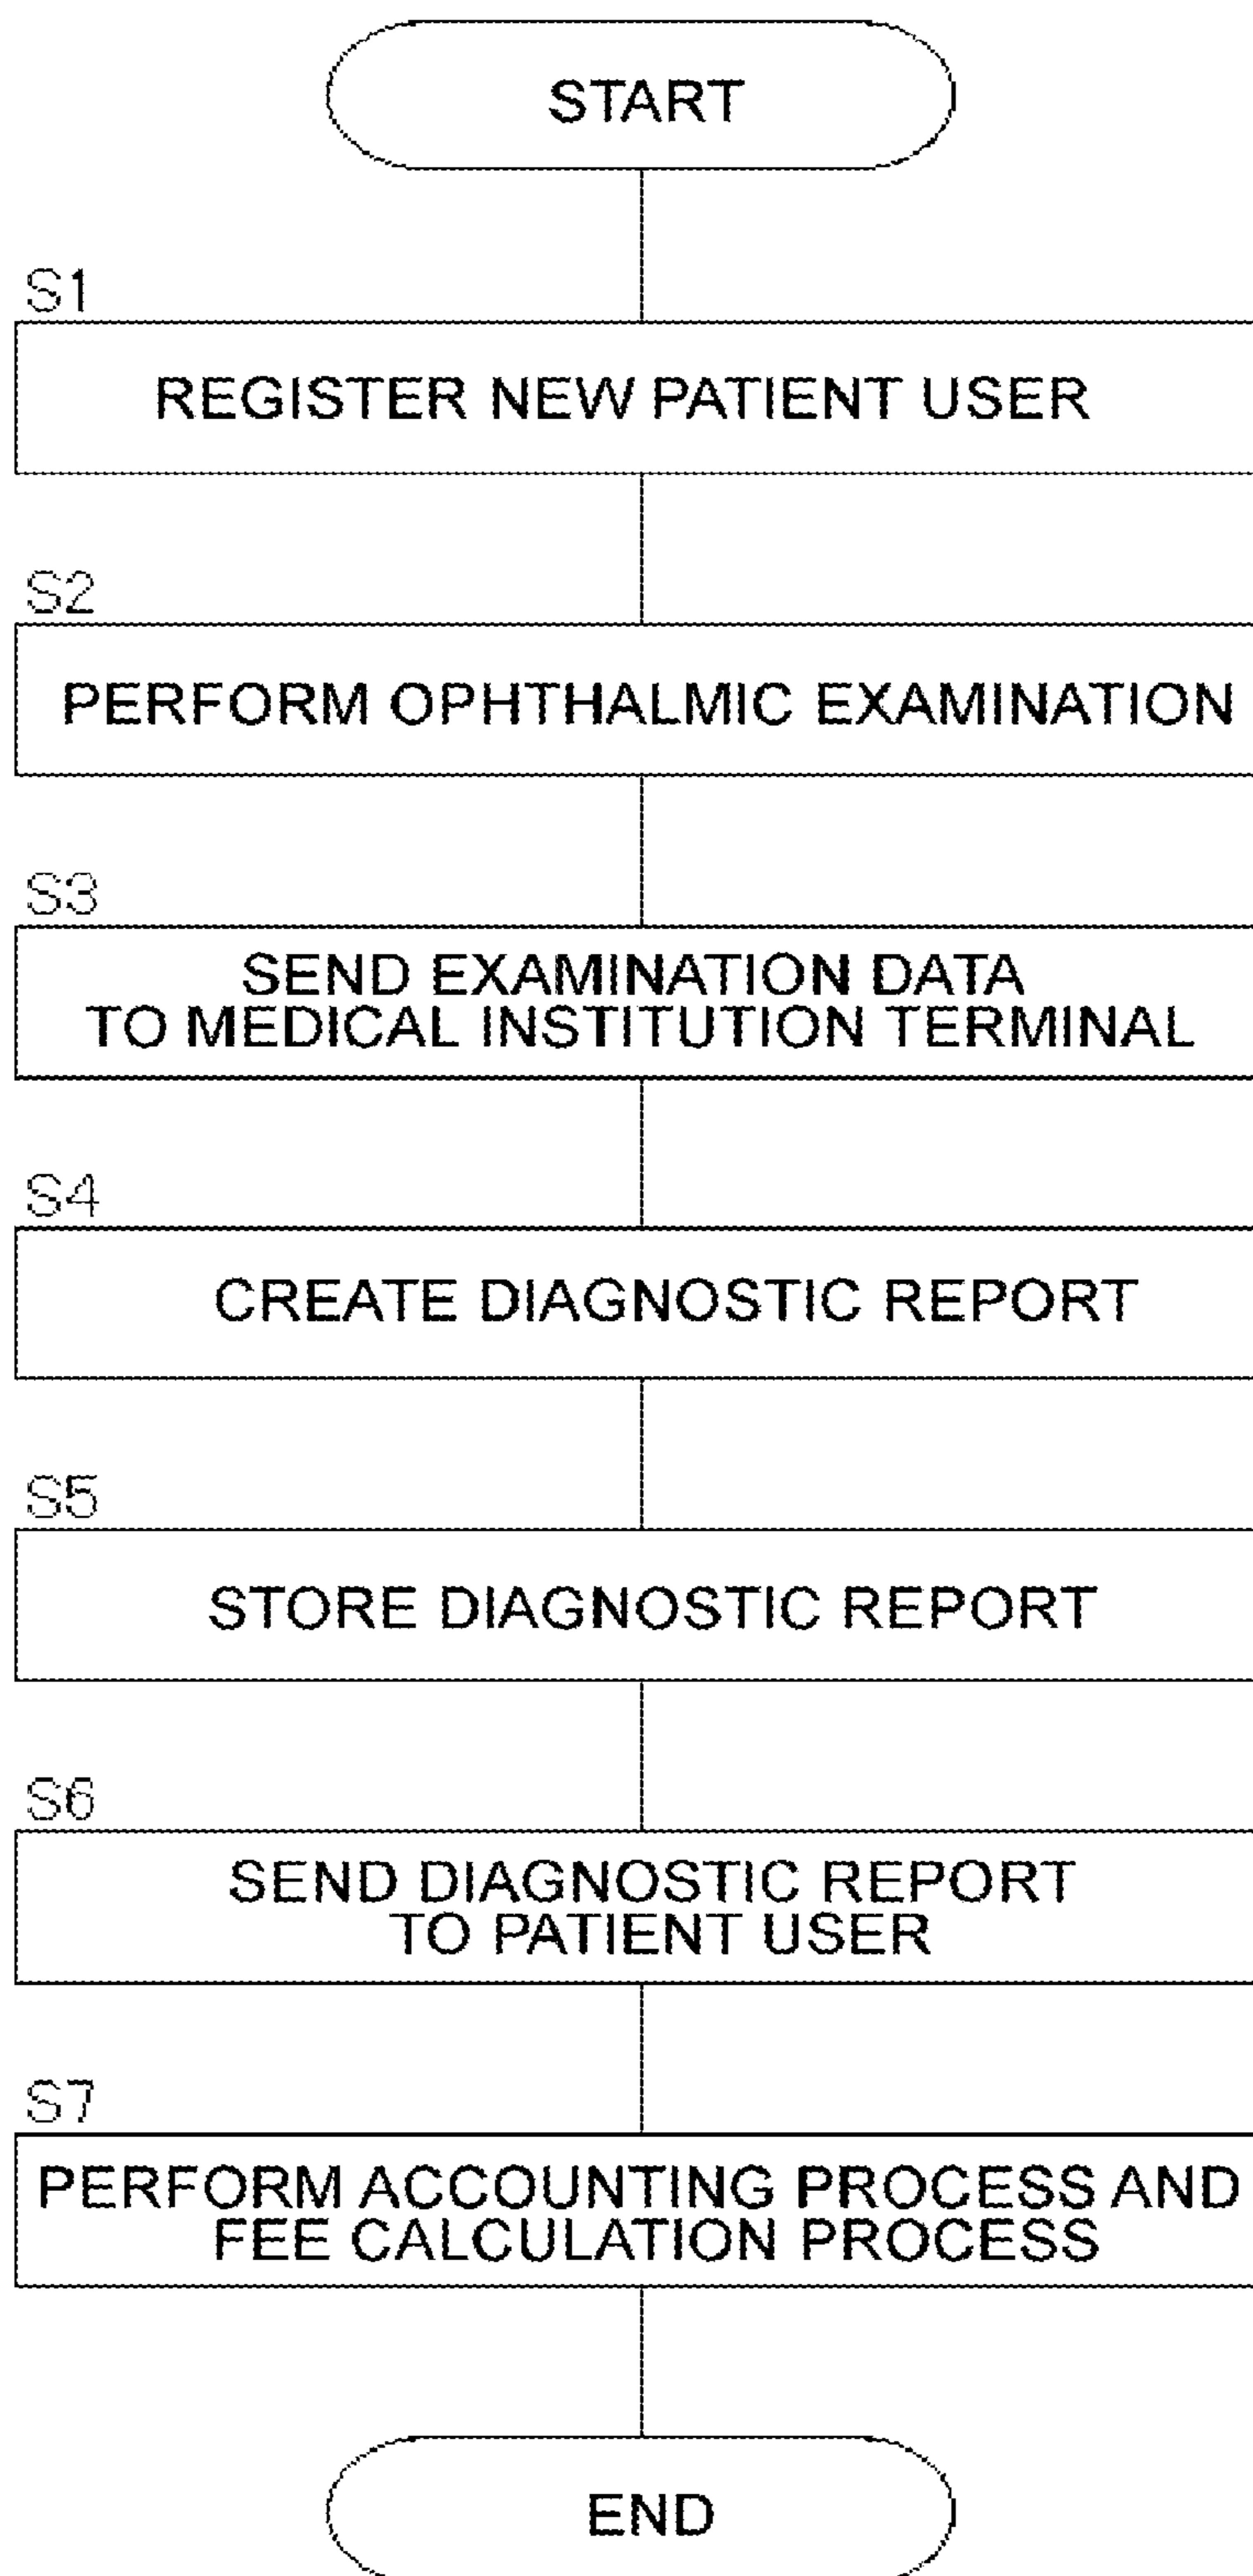 START
S1
REGISTER NEW PATIENT USER
S2
PERFORM OPHTHALMIC EXAMINATION
S3
SEND EXAMINATION DATA
TO MEDICAL INSTITUTION TERMINAL
S4
CREATE DIAGNOSTIC REPORT
S5
STORE DIAGNOSTIC REPORT
S6
SEND DIAGNOSTIC REPORT
TO PATIENT USER
S7
PERFORM ACCOUNTING PROCESS AND
FEE CALCULATION PROCESS
END